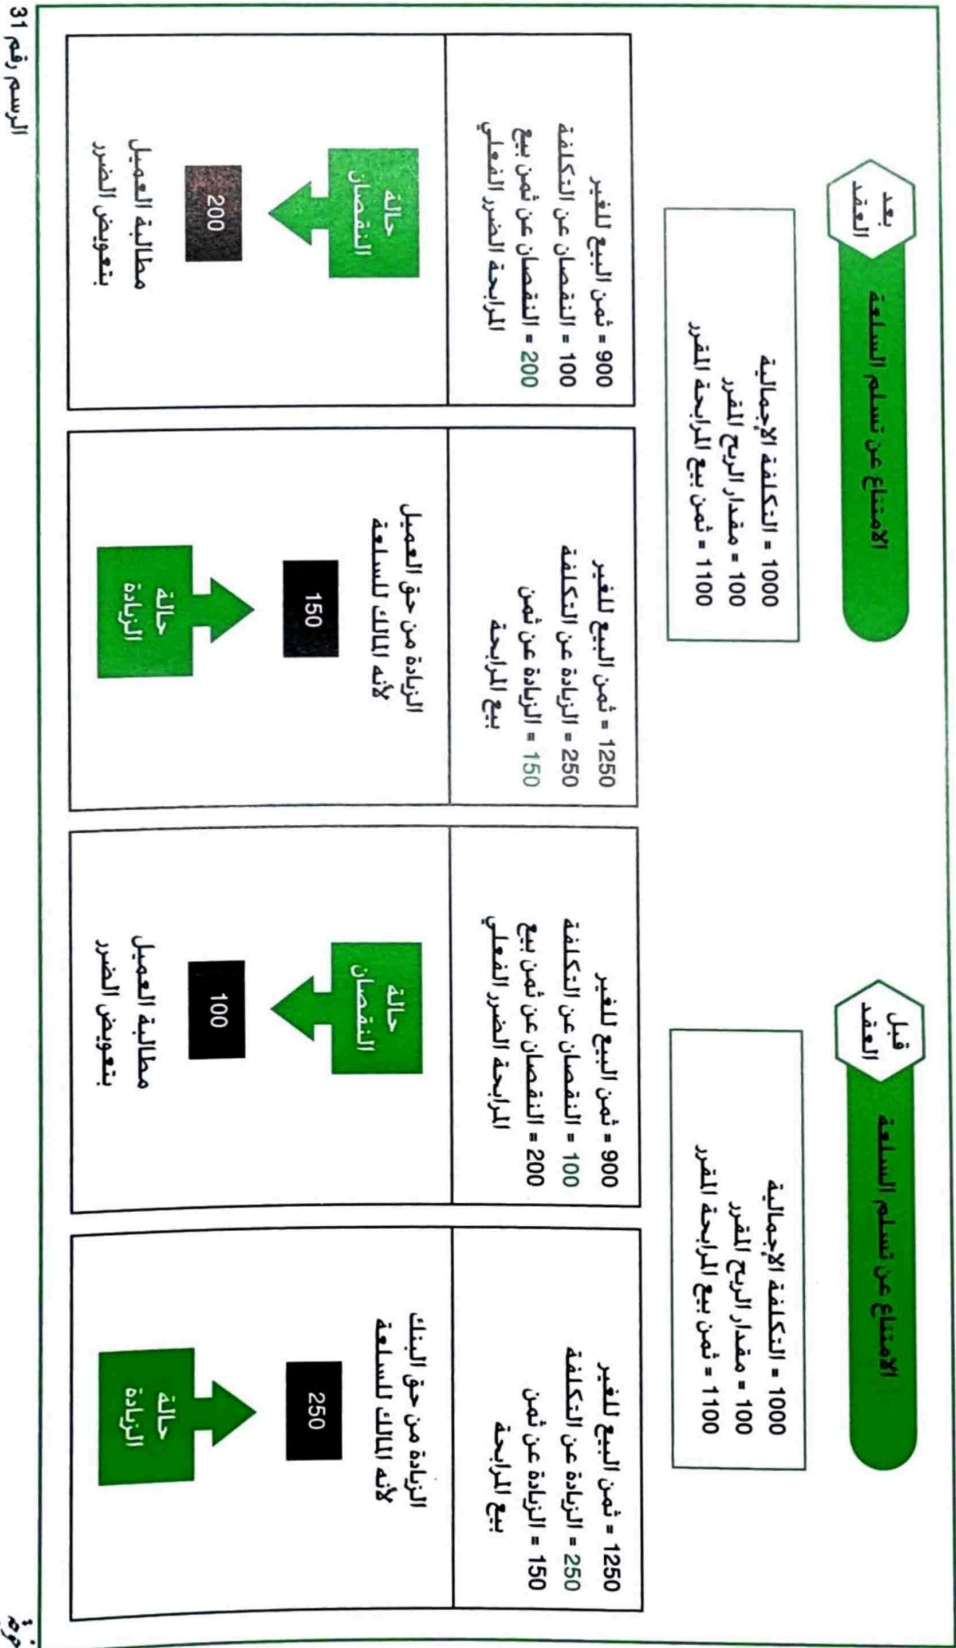 قبل
العقد
الامتناع عن تسلم السلعة
1000 = التكلفة الإجمالية
100 = مقدار الربح المقرر
1100 = ثمن بيع المرابحة المقرر
1250 = ثمن البيع للغير
250 = الزيادة عن التكلفة
150 = الزيادة عن ثمن
بيع المرابحة
الزيادة من حق البنك
لأنه المالك للسلعة
250
حالة
الزيادة
900 = ثمن البيع للغير
100 = النقصان عن التكلفة
200 = النقصان عن ثمن بيع
المرابحة الضرر الفعلي
حالة
النقصان
100
مطالبة العميل
بتعويض الضرر
بعد
العقد
الامتناع عن تسلم السلعة
1000 = التكلفة الإجمالية
100 = مقدار الربح المقرر
1100 = ثمن بيع المرابحة المقرر
1250 = ثمن البيع للغير
250 = الزيادة عن التكلفة
150 = الزيادة عن ثمن
بيع المرابحة
الزيادة من حق العميل
لأنه المالك للسلعة
150
حالة
الزيادة
900 = ثمن البيع للغير
100 = النقصان عن التكلفة
200 = النقصان عن ثمن بيع
المرابحة الضرر الفعلي
حالة
النقصان
200
مطالبة العميل
بتعويض الضرر
الرسم رقم 31